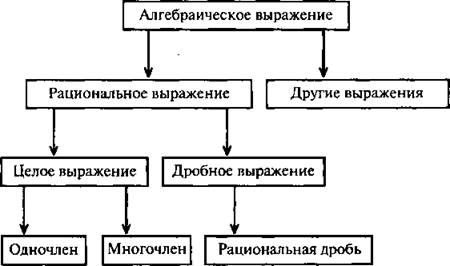 Алгебраическое выражение
Рациональное выражение
Другие выражения
Целое выражение
Дробное выражение
Одночлен
Многочлен
Рациональная дробь